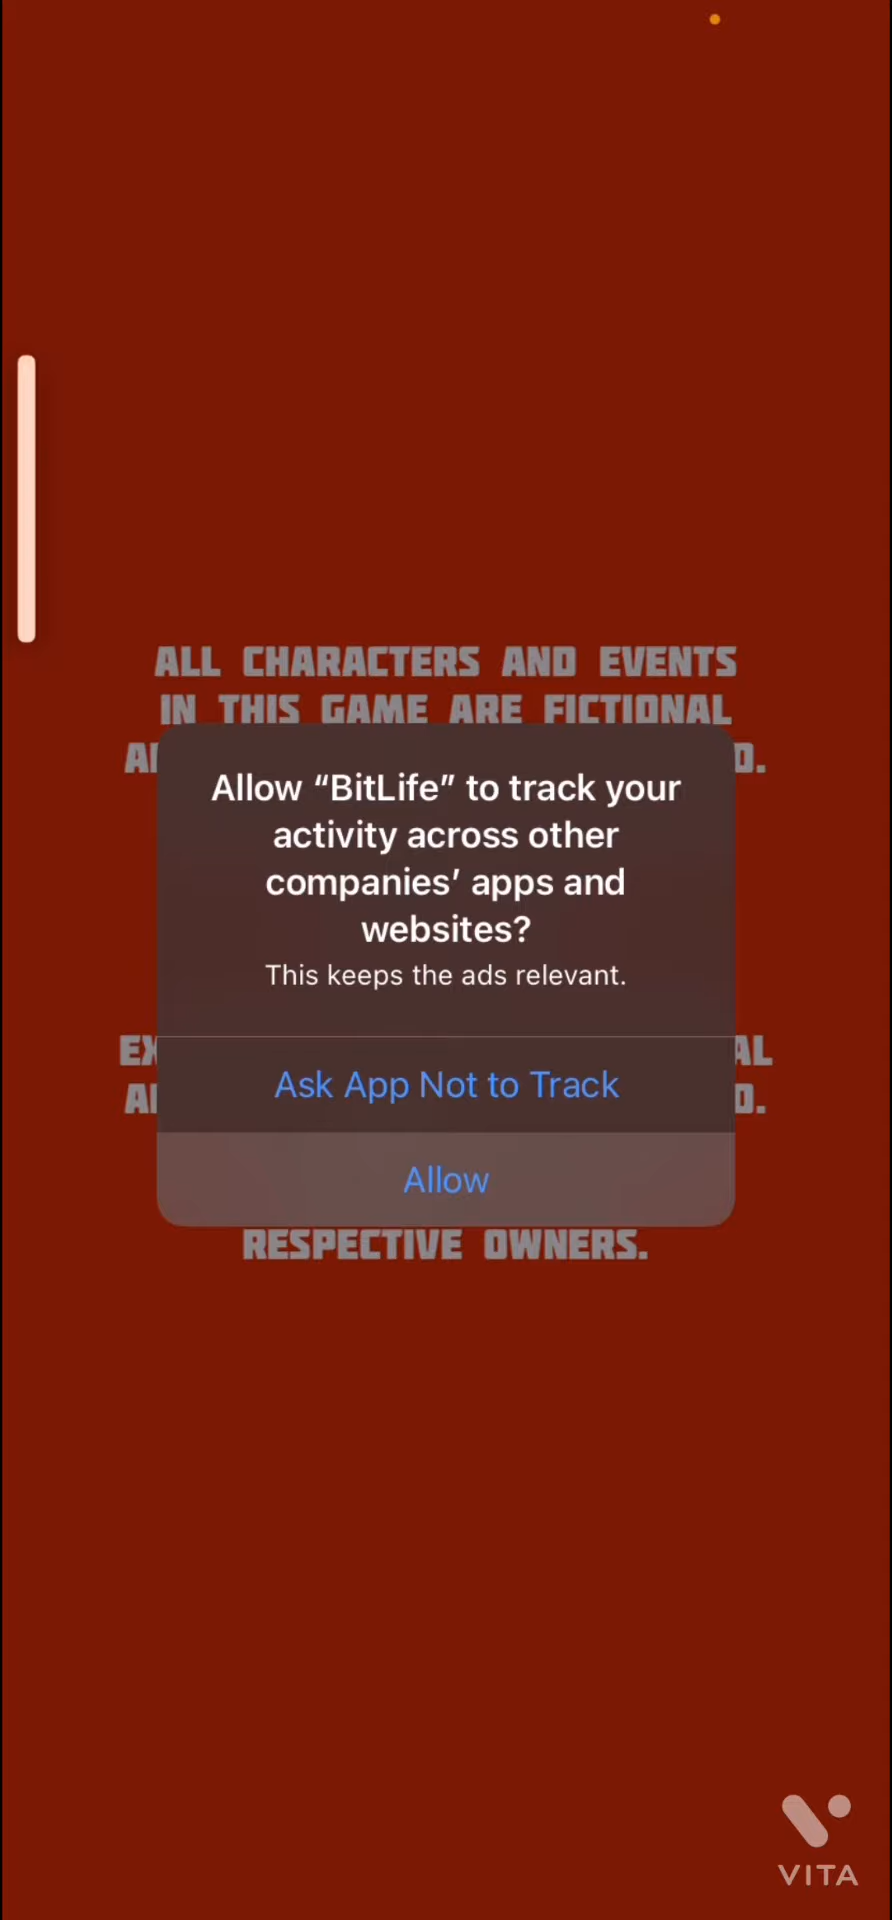 ALL CHARACTERS AND EVENTS
IN THIS GAME ARE FICTIONAL
Allow “BitLife” to track your
activity across other
companies’ apps and
websites?
This keeps the ads relevant.
Ask App Not to Track
Allow
RESPECTIVE OWNERS.
VITA